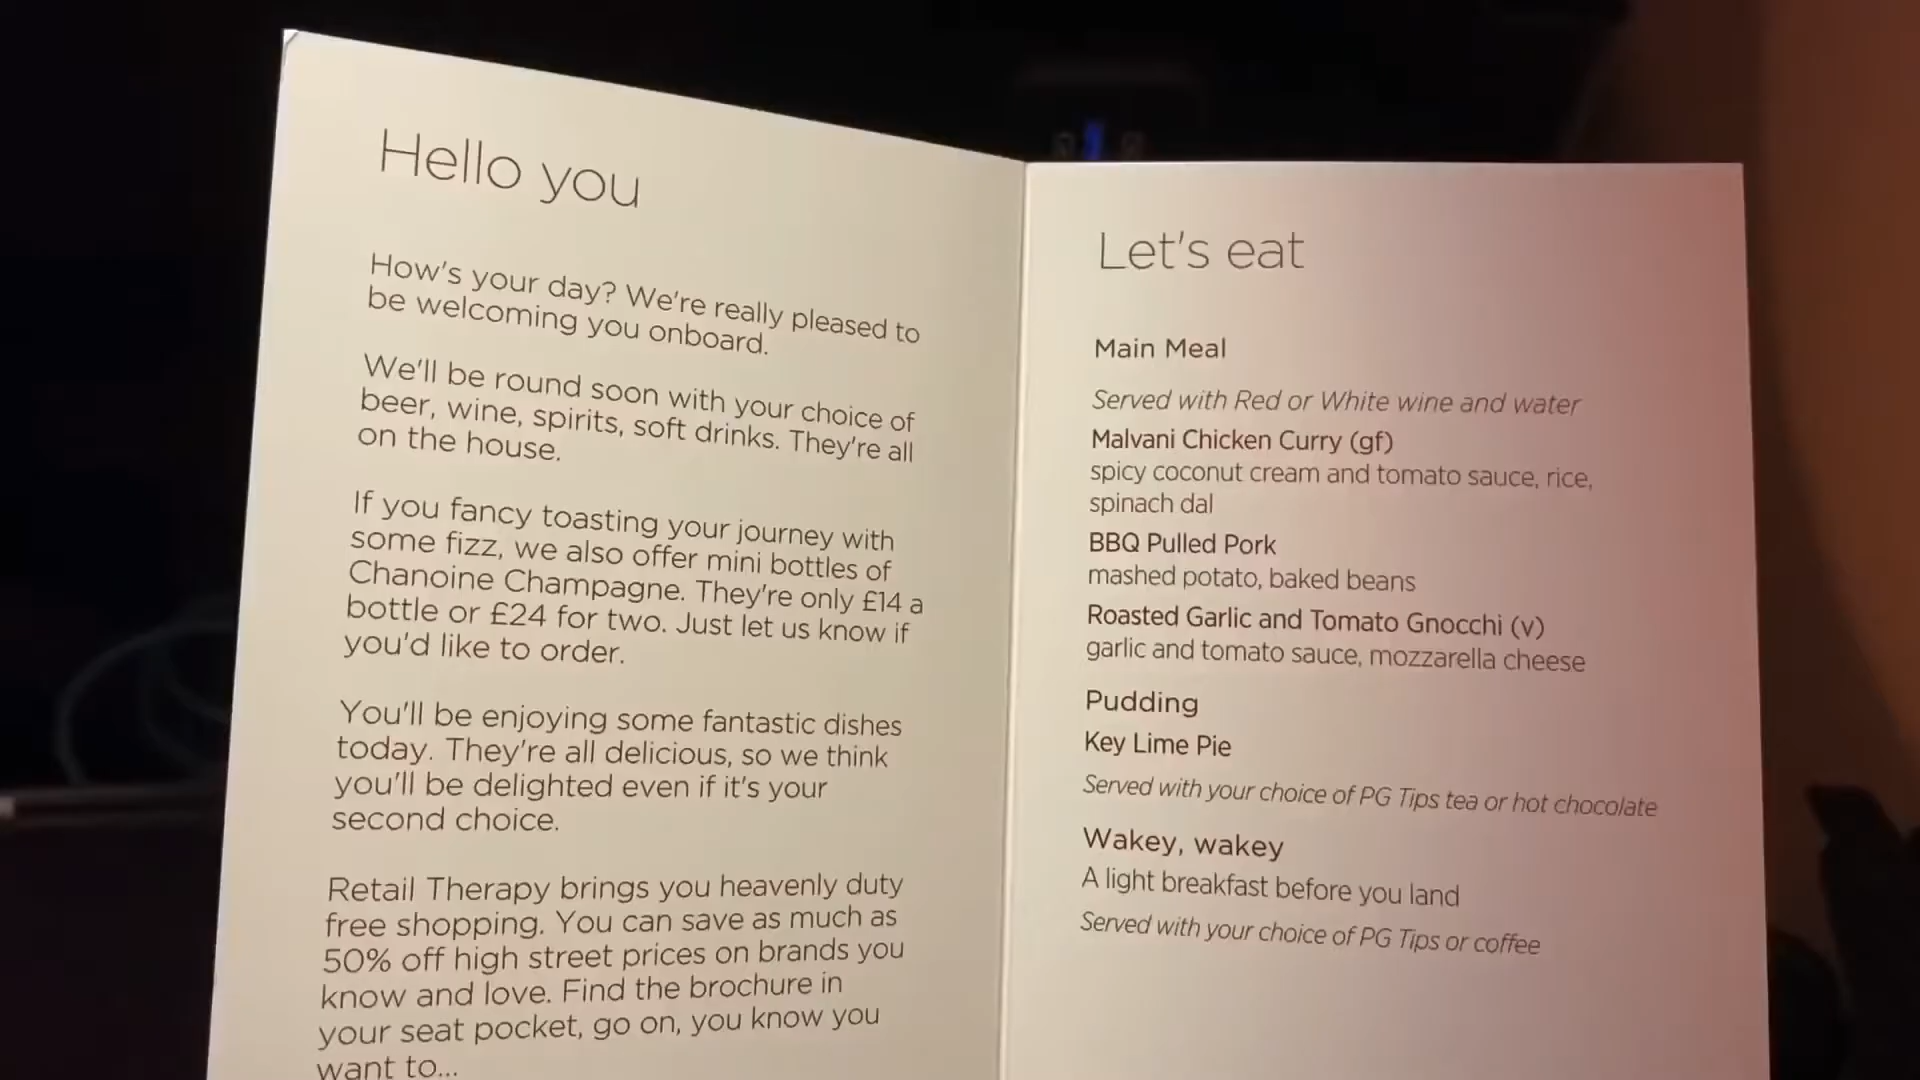 Hello you
How's your day? We're really pleased to
be welcoming you onboard.
We'll be round soon with your choice of
beer, wine, spirits, soft drinks. They're all
on the house.
If you fancy toasting your journey with
some fizz, we also offer mini bottles of
Chanoine Champagne. They're only £14 a
bottle or £24 for two. Just let us know if
you'd like to order.
You'll be enjoying some fantastic dishes
today. They're all delicious, so we think
you'll be delighted even if it's your
second choice.
Retail Therapy brings you heavenly duty
free shopping. You can save as much as
50% off high street prices on brands you
know and love. Find the brochure in
your seat pocket, go on, you know you
want to...
Let's eat
Main Meal
Served with Red or White wine and water
Malvani Chicken Curry (gf)
spicy coconut cream and tomato sauce, rice,
spinach dal
BBQ Pulled Pork
mashed potato, baked beans
Roasted Garlic and Tomato Gnocchi (v)
garlic and tomato sauce, mozzarella cheese
Pudding
Key Lime Pie
Served with your choice of PG Tips tea or hot chocolate
Wakey, wakey
A light breakfast before you land
Served with your choice of PG Tips or coffee